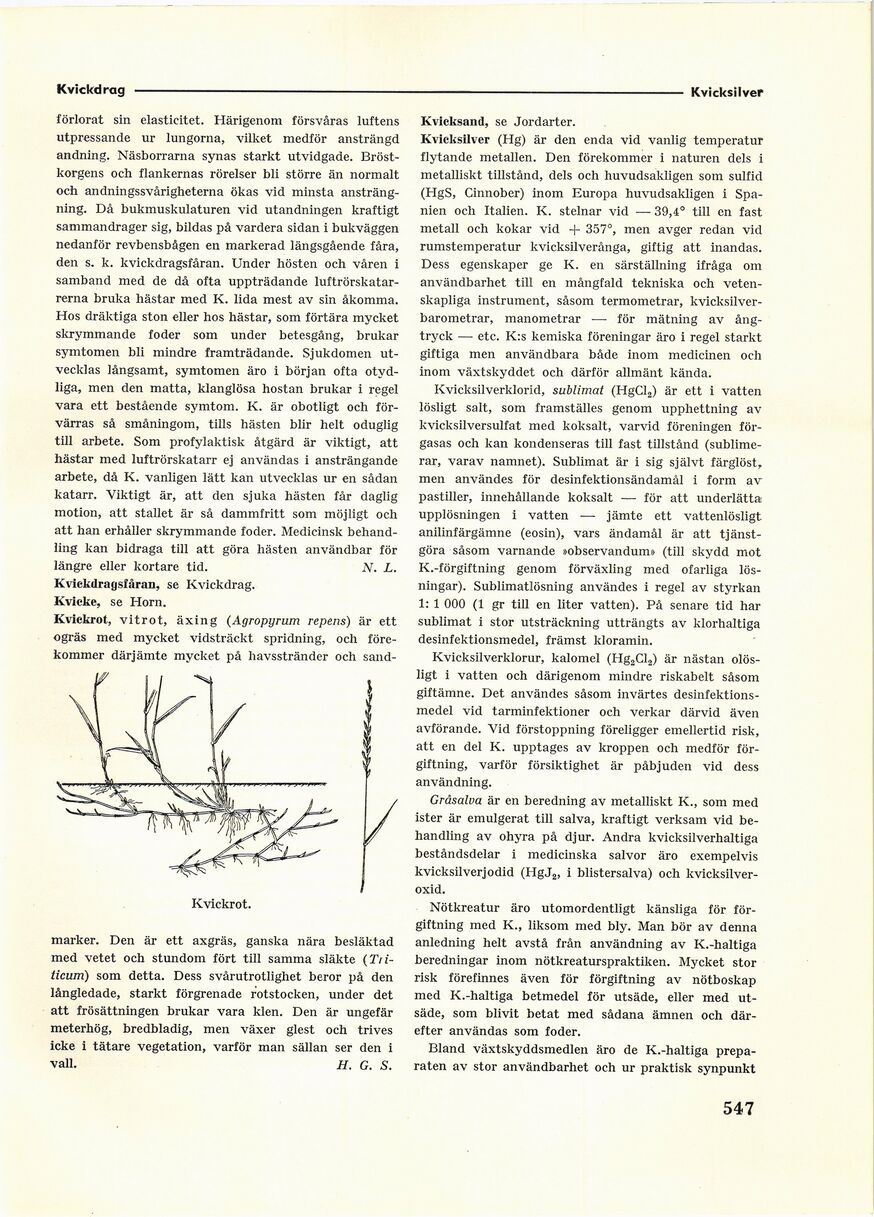 Kvickdrag
Kvicksilver
förlorat sin elasticitet. Härigenom försvåras luftens
utpressande ur lungorna, vilket medför ansträngd
andning. Näsborrarna synas starkt utvidgade. Bröst-
korgens och flankernas rörelser bli större än normalt
och andningssvårigheterna ökas vid minsta ansträng-
ning. Då bukmuskulaturen vid utandningen kraftigt
sammandrager sig, bildas på vardera sidan i bukväggen
nedanför revbensbågen en markerad längsgående fåra,
den s. k. kvickdragsfåran. Under hösten och våren i
samband med de då ofta uppträdande luftrörskatar-
rerna bruka hästar med K. lida mest av sin åkomma.
Hos dräktiga ston eller hos hästar, som förtära mycket
skrymmande foder som under betesgång, brukar
symtomen bli mindre framträdande. Sjukdomen ut-
vecklas långsamt, symtomen äro i början ofta otyd-
liga, men den matta, klanglösa hostan brukar i regel
vara ett bestående symtom. K. är obotligt och för-
värras så småningom, tills hästen blir helt oduglig
till arbete. Som profylaktisk åtgärd är viktigt, att
hästar med luftrörskatarr ej användas i ansträngande
arbete, då K. vanligen lätt kan utvecklas ur en sådan
katarr. Viktigt är, att den sjuka hästen får daglig
motion, att stallet är så dammfritt som möjligt och
att han erhåller skrymmande foder. Medicinsk behand-
ling kan bidraga till att göra hästen användbar för
längre eller kortare tid. N. L.
Kvickdragsfåran, se Kvickdrag.
Kvicke, se Horn.
Kvickrot, vitrot, äxing (Agropyrum repens) är ett
ogräs med mycket vidsträckt spridning, och före-
kommer därjämte mycket på havsstränder och sand-
Kvickrot.
marker. Den är ett axgräs, ganska nära besläktad
med vetet och stundom fört till samma släkte (Tri-
ticum) som detta. Dess svårutrotlighet beror på den
långledade, starkt förgrenade rotstocken, under det
att frösättningen brukar vara klen. Den är ungefär
meterhög, bredbladig, men växer glest och trives
icke i tätare vegetation, varför man sällan ser den i
vall. H. G. S.
Kvicksand, se Jordarter.
Kvicksilver (Hg) är den enda vid vanlig temperatur
flytande metallen. Den förekommer i naturen dels i
metalliskt tillstånd, dels och huvudsakligen som sulfid
(HgS, Cinnober) inom Europa huvudsakligen i Spa-
nien och Italien. K. stelnar vid — 39,4° till en fast
metall och kokar vid + 357°, men avger redan vid
rumstemperatur kvicksilverånga, giftig att inandas.
Dess egenskaper ge K. en särställning ifråga om
användbarhet till en mångfald tekniska och veten-
skapliga instrument, såsom termometrar, kvicksilver-
barometrar, manometrar — för mätning av ång-
tryck — etc. K:s kemiska föreningar äro i regel starkt
giftiga men användbara både inom medicinen och
inom växtskyddet och därför allmänt kända.
Kvicksilverklorid, sublimat (HgCl₂) är ett i vatten
lösligt salt, som framställes genom upphettning av
kvicksilversulfat med koksalt, varvid föreningen för-
gasas och kan kondenseras till fast tillstånd (sublime-
rar, varav namnet). Sublimat är i sig självt färglöst,
men användes för desinfektionsändamål i form av
pastiller, innehållande koksalt — för att underlätta
upplösningen i vatten — jämte ett vattenlösligt
anilinfärgämne (eosin), vars ändamål är att tjänst-
göra såsom varnande »observandum» (till skydd mot
K.-förgiftning genom förväxling med ofarliga lös-
ningar). Sublimatlösning användes i regel av styrkan
1: 1 000 (1 gr till en liter vatten). På senare tid har
sublimat i stor utsträckning utträngts av klorhaltiga
desinfektionsmedel, främst kloramin.
Kvicksilverklorur, kalomel (Hg₂Cl₂) är nästan olös-
ligt i vatten och därigenom mindre riskabelt såsom
giftämne. Det användes såsom invärtes desinfektions-
medel vid tarminfektioner och verkar därvid även
avförande. Vid förstoppning föreligger emellertid risk,
att en del K. upptages av kroppen och medför för-
giftning, varför försiktighet är påbjuden vid dess
användning.
Gråsalva är en beredning av metalliskt K., som med
ister är emulgerat till salva, kraftigt verksam vid be-
handling av ohyra på djur. Andra kvicksilverhaltiga
beståndsdelar i medicinska salvor äro exempelvis
kvicksilverjodid (HgJ₂, i blistersalva) och kvicksilver-
oxid.
Nötkreatur äro utomordentligt känsliga för för-
giftning med K., liksom med bly. Man bör av denna
anledning helt avstå från användning av K.-haltiga
beredningar inom nötkreaturspraktiken. Mycket stor
risk förefinnes även för förgiftning av nötboskap
med K.-haltiga betmedel för utsäde, eller med ut-
säde, som blivit betat med sådana ämnen och där-
efter användas som foder.
Bland växtskyddsmedlen äro de K.-haltiga prepa-
raten av stor användbarhet och ur praktisk synpunkt
547